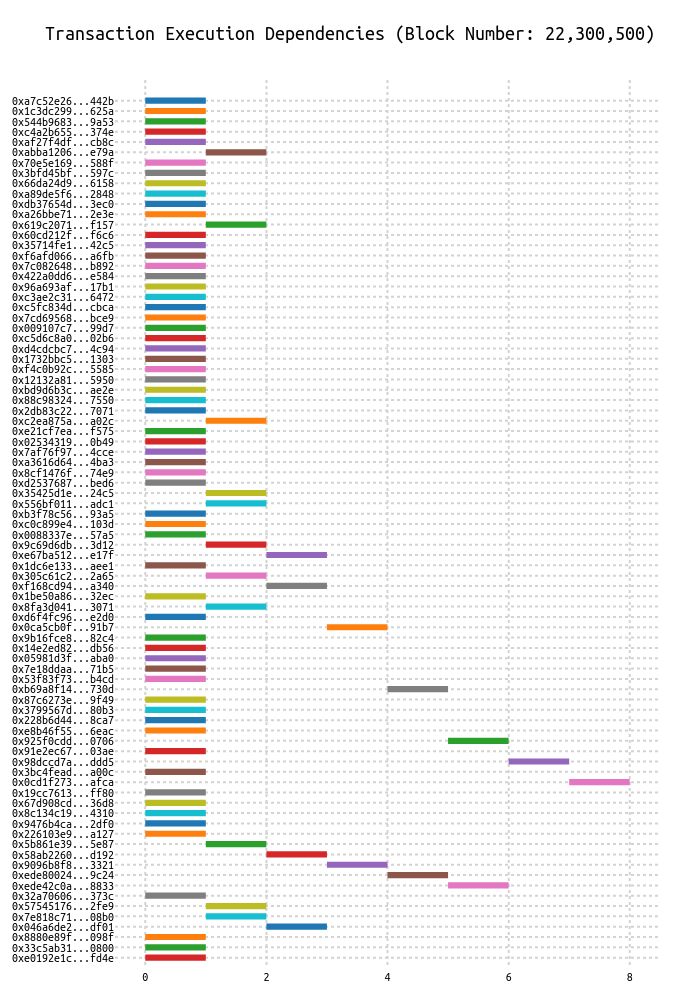 Transaction Execution Dependencies (Block Number: 22,300,500)
0xa7c52e26...442b
0x1c3dc299...625a
0x544b9683...9a53
0xc4a2b655...374e
0xaf27f4df...cb8c
0xabba1206...e79a
0x70e5e169...588f
0x3bfd45bf...597c
0x66da24d9...6158
0xa89de5f6...2848
0xdb37654d...3ec0
0xa26bbe71...2e3e
0x619c2071...f157
0x60cd212f...f6c6
0x35714fe1...42c5
0xf6afd066...a6fb
0x7c082648...b892
0x422a0dd6...e584
0x96a693af...17b1
0xc3ae2c31...6472
0xc5fc834d...cbca
0x7cd69568...bce9
0x009107c7...99d7
0xc5d6c8a0...02b6
0xd4cdcbc7...4c94
0x1732bbc5...1303
0xf4c0b92c...5585
0x12132a81...5950
0xbd9d6b3c...ae2e
0x88c98324...7550
0x2db83c22...7071
0xc2ea875a...a02c
0xe21cf7ea...f575
0x02534319...0b49
0x7af76f97...4cce
0xa3616d64...4ba3
0x8cf1476f...74e9
0xd2537687...bed6
0x35425d1e...24c5
0x556bf011...adc1
0xb3f78c56...93a5
0xc0c899e4...103d
0x0088337e...57a5
0x9c69d6db...3d12
0xe67ba512...e17f
0x1dc6e133...aee1
0x305c61c2...2a65
0xf168cd94...a340
0x1be50a86...32ec
0x8fa3d041...3071
0xd6f4fc96...e2d0
0x0ca5cb0f...91b7
0x9b16fce8...82c4
0x14e2ed82...db56
0x05981d3f...aba0
0x7e18ddaa...71b5
0x53f83f73...b4cd
0xb69a8f14...730d
0x87c6273e...9f49
0x3799567d...80b3
0x228b6d44...8ca7
0xe8b46f55...6eac
0x925f0cdd...0706
0x91e2ec67...03ae
0x98dccd7a...ddd5
0x3bc4fead...a00c
0x0cd1f273...afca
0x19cc7613...ff80
0x67d908cd...36d8
0x8c134c19...4310
0x9476b4ca...2df0
0x226103e9...a127
0x5b861e39...5e87
0x58ab2260...d192
0x9096b8f8...3321
0xede80024...9c24
0xede42c0a...8833
0x32a70606...373c
0x57545176...2fe9
0x7e818c71...08b0
0x046a6de2...df01
0x8880e89f...098f
0x33c5ab31...0800
0xe0192e1c...fd4e
0 2 4 6 8